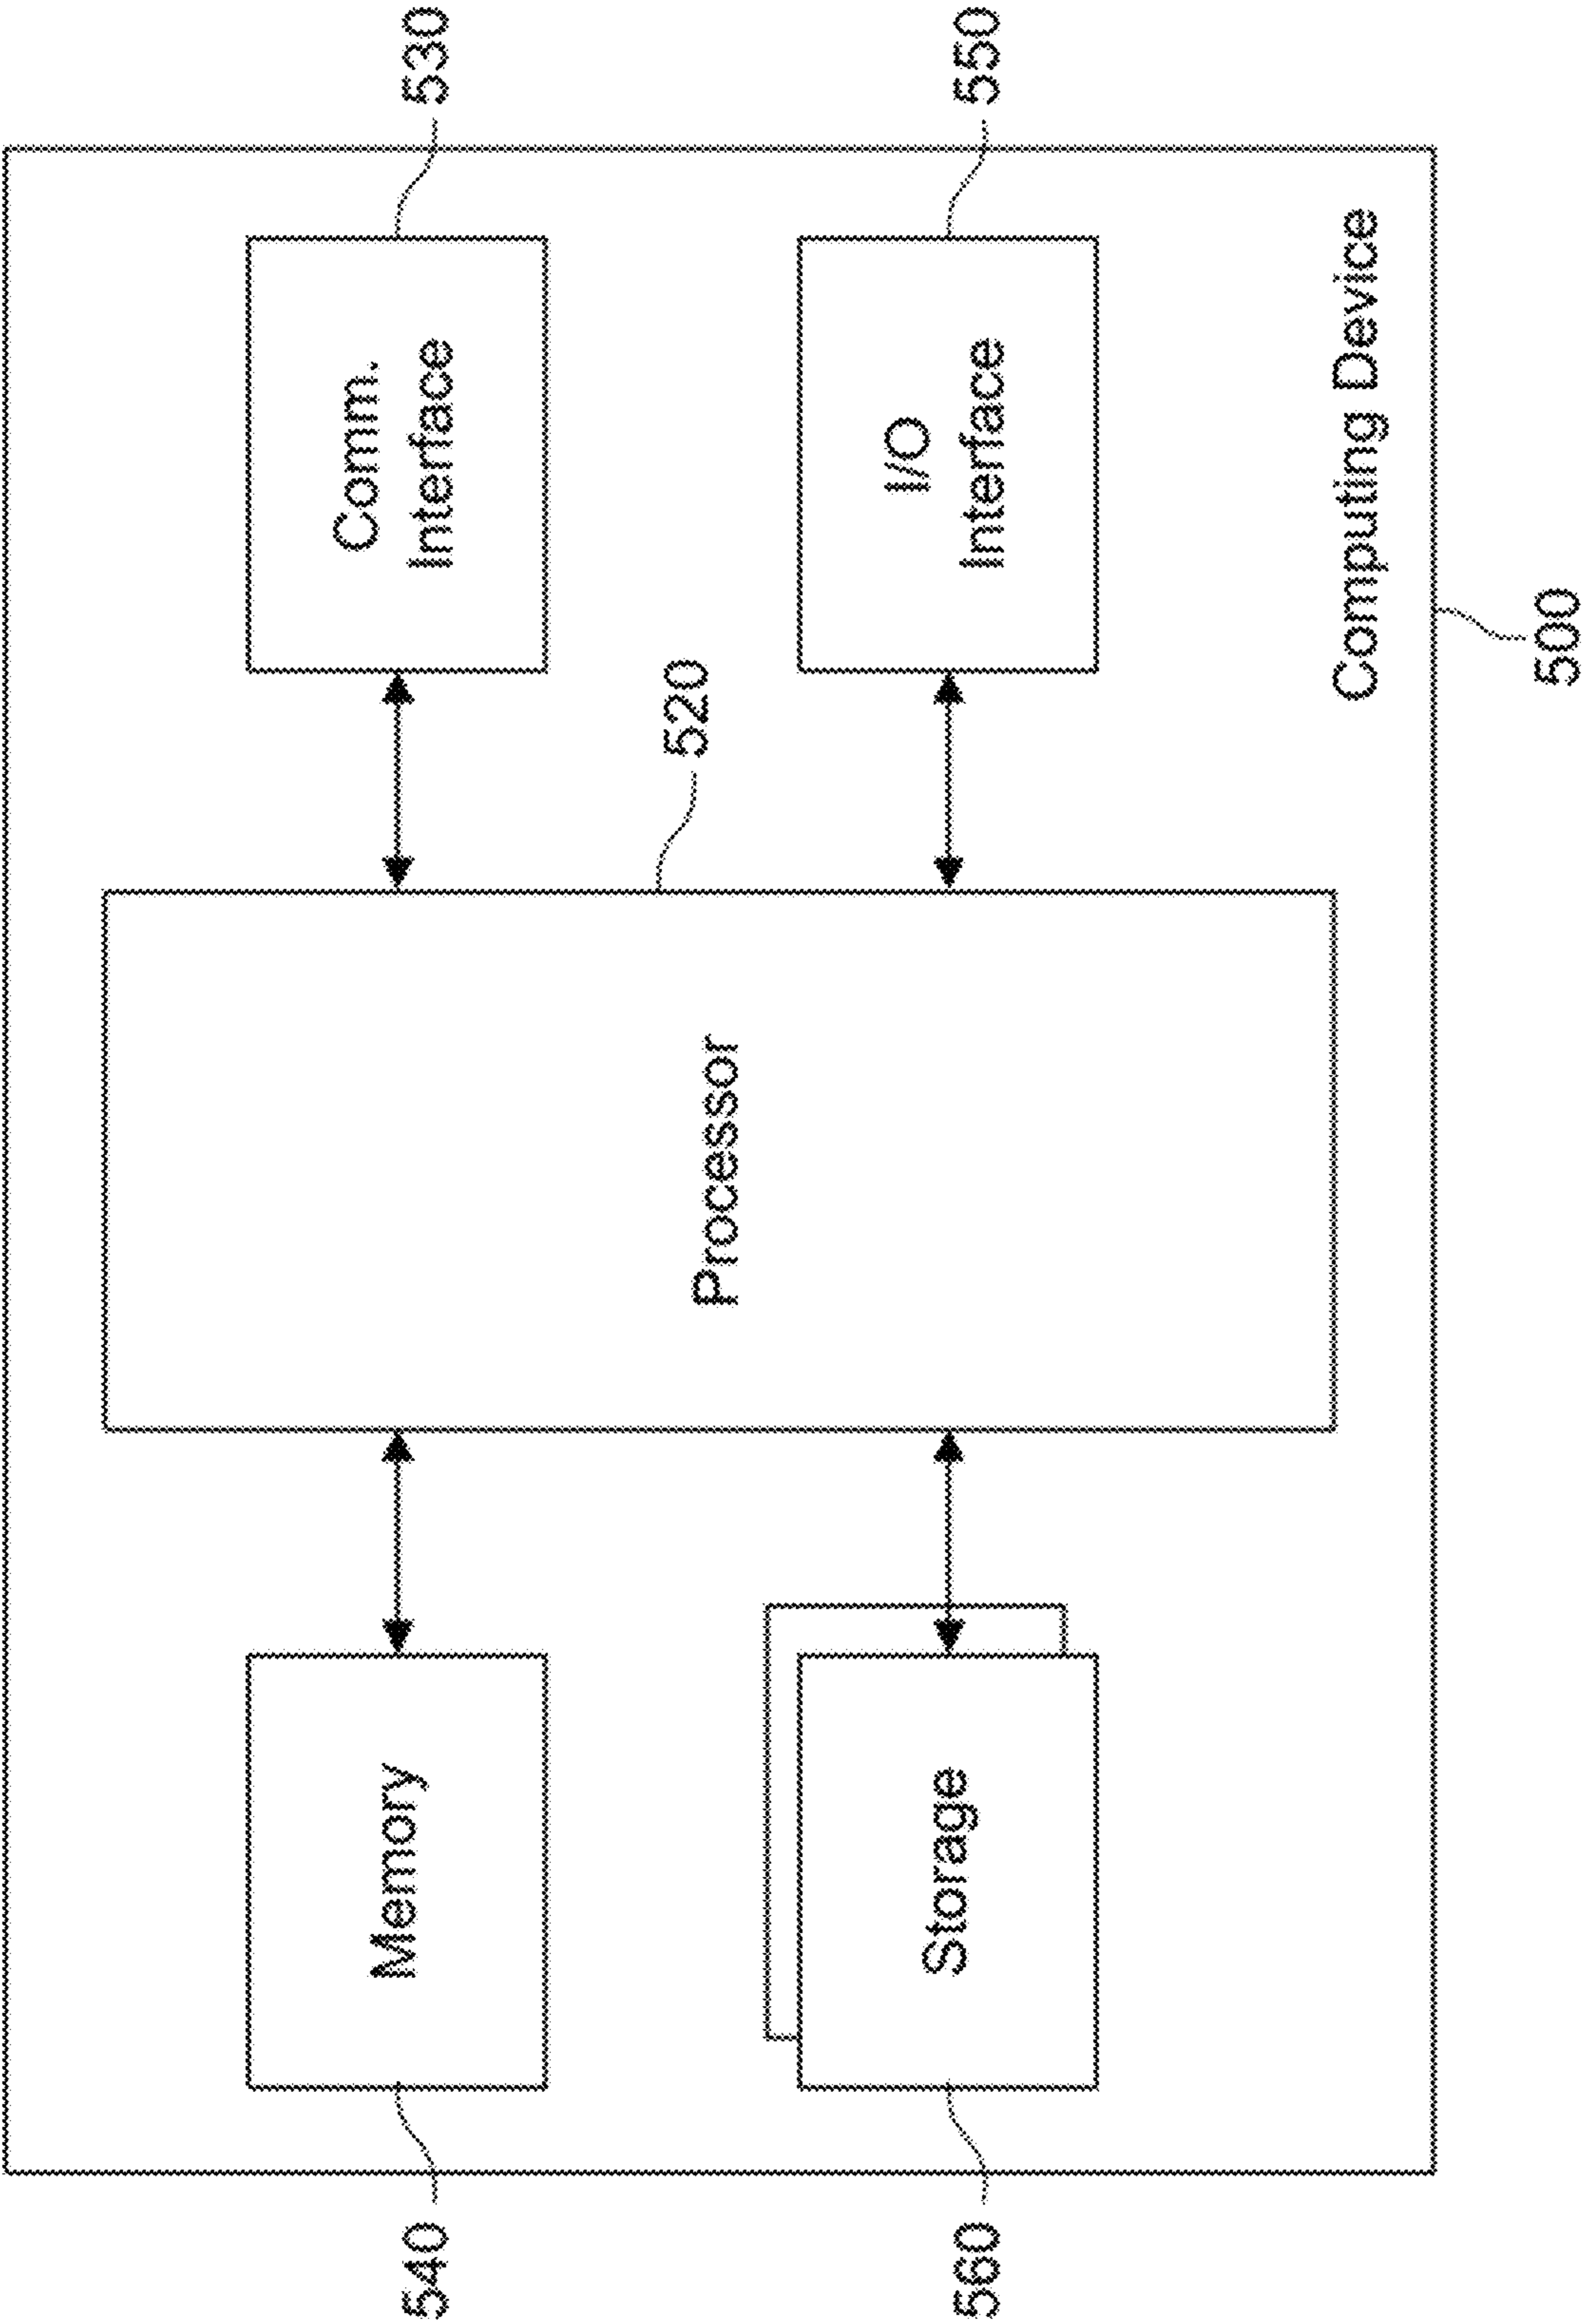 540
Memory
530
Comm.
Interface
520
Processor
560
Storage
550
I/O
Interface
Computing Device
500